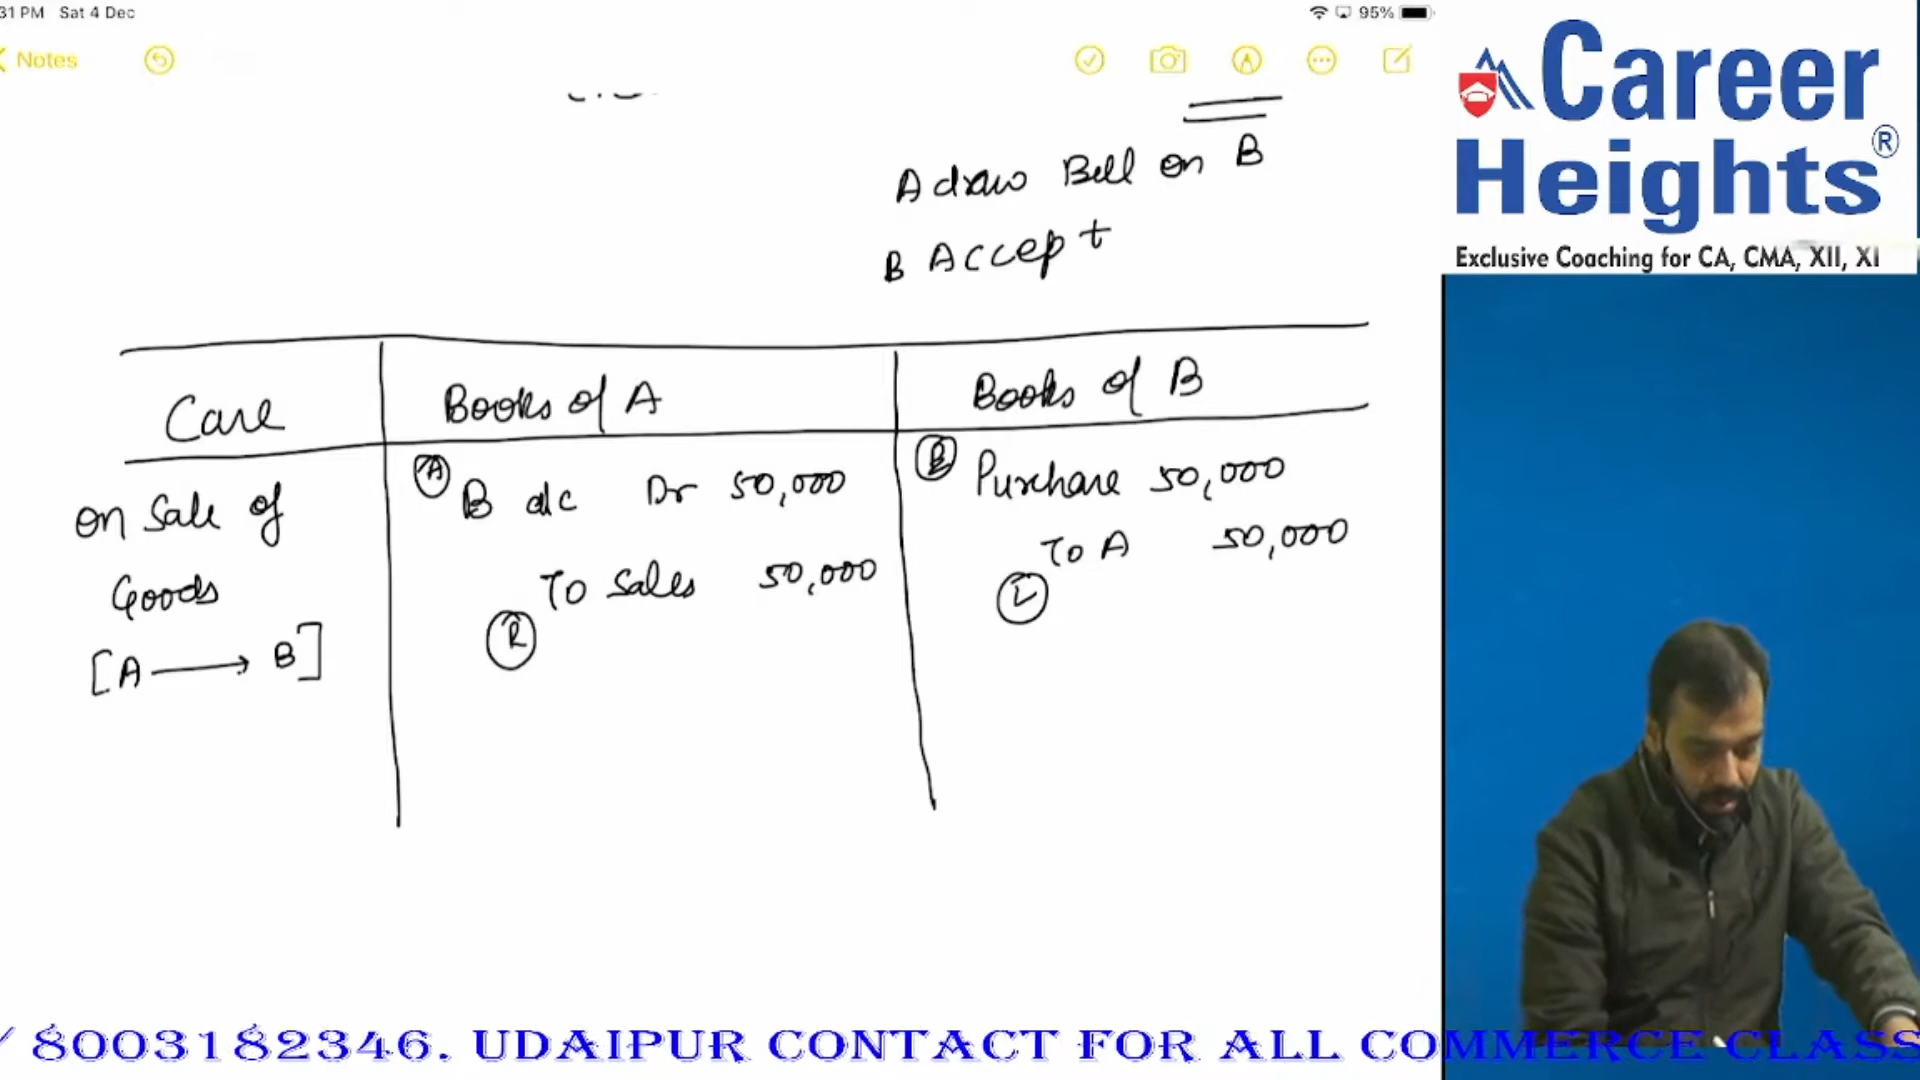 31 PM Sat 4 Dec
95%
Notes
A draw Bill on B
B Accept
Case
Books of A
Books of B
on Sale of
Goods
[A → B]
(A) B a/c Dr 50,000
To Sales 50,000
(R)
Purchase 50,000
To A 50,000
(L)
Career
Heights®
Exclusive Coaching for CA, CMA, XII, XI
/ 8003182346. UDAIPUR CONTACT FOR ALL COMMERCE CLASS